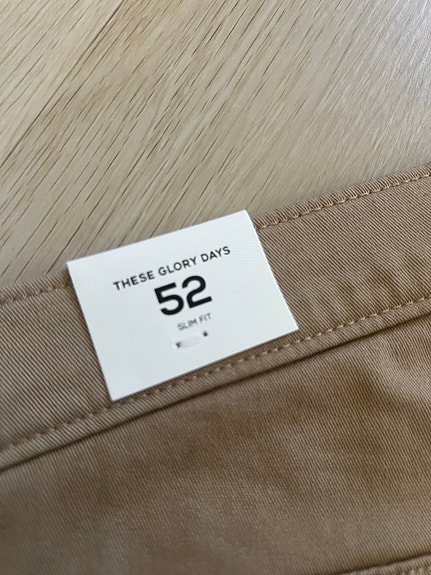 THESE GLORY DAYS
52
SLIM FIT